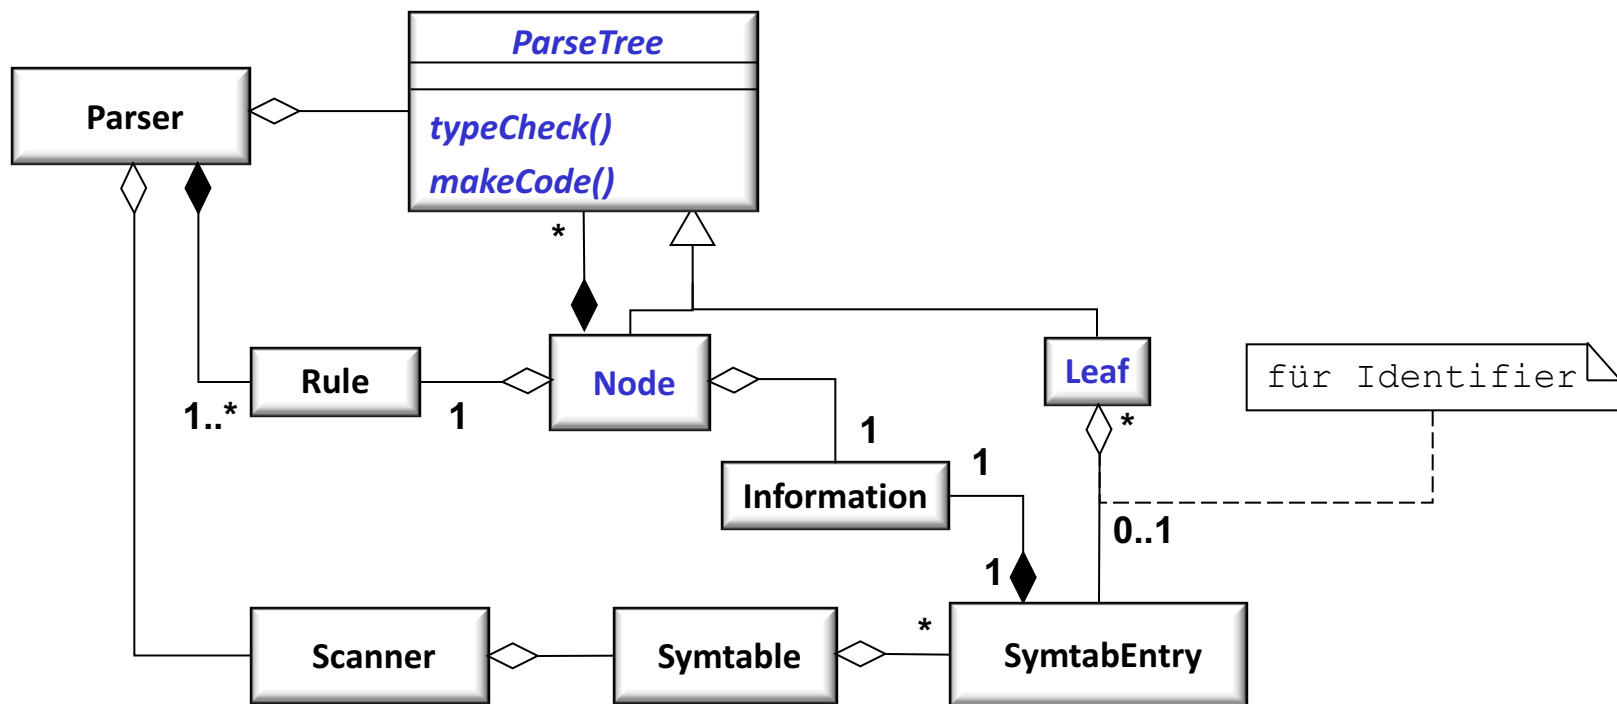 ParseTree
Parser
typeCheck()
makeCode()
*
Rule
Node
Leaf
für Identifier
1..*
1
1
*
Information
1
0..1
1
Scanner
Symtable
*
SymtabEntry